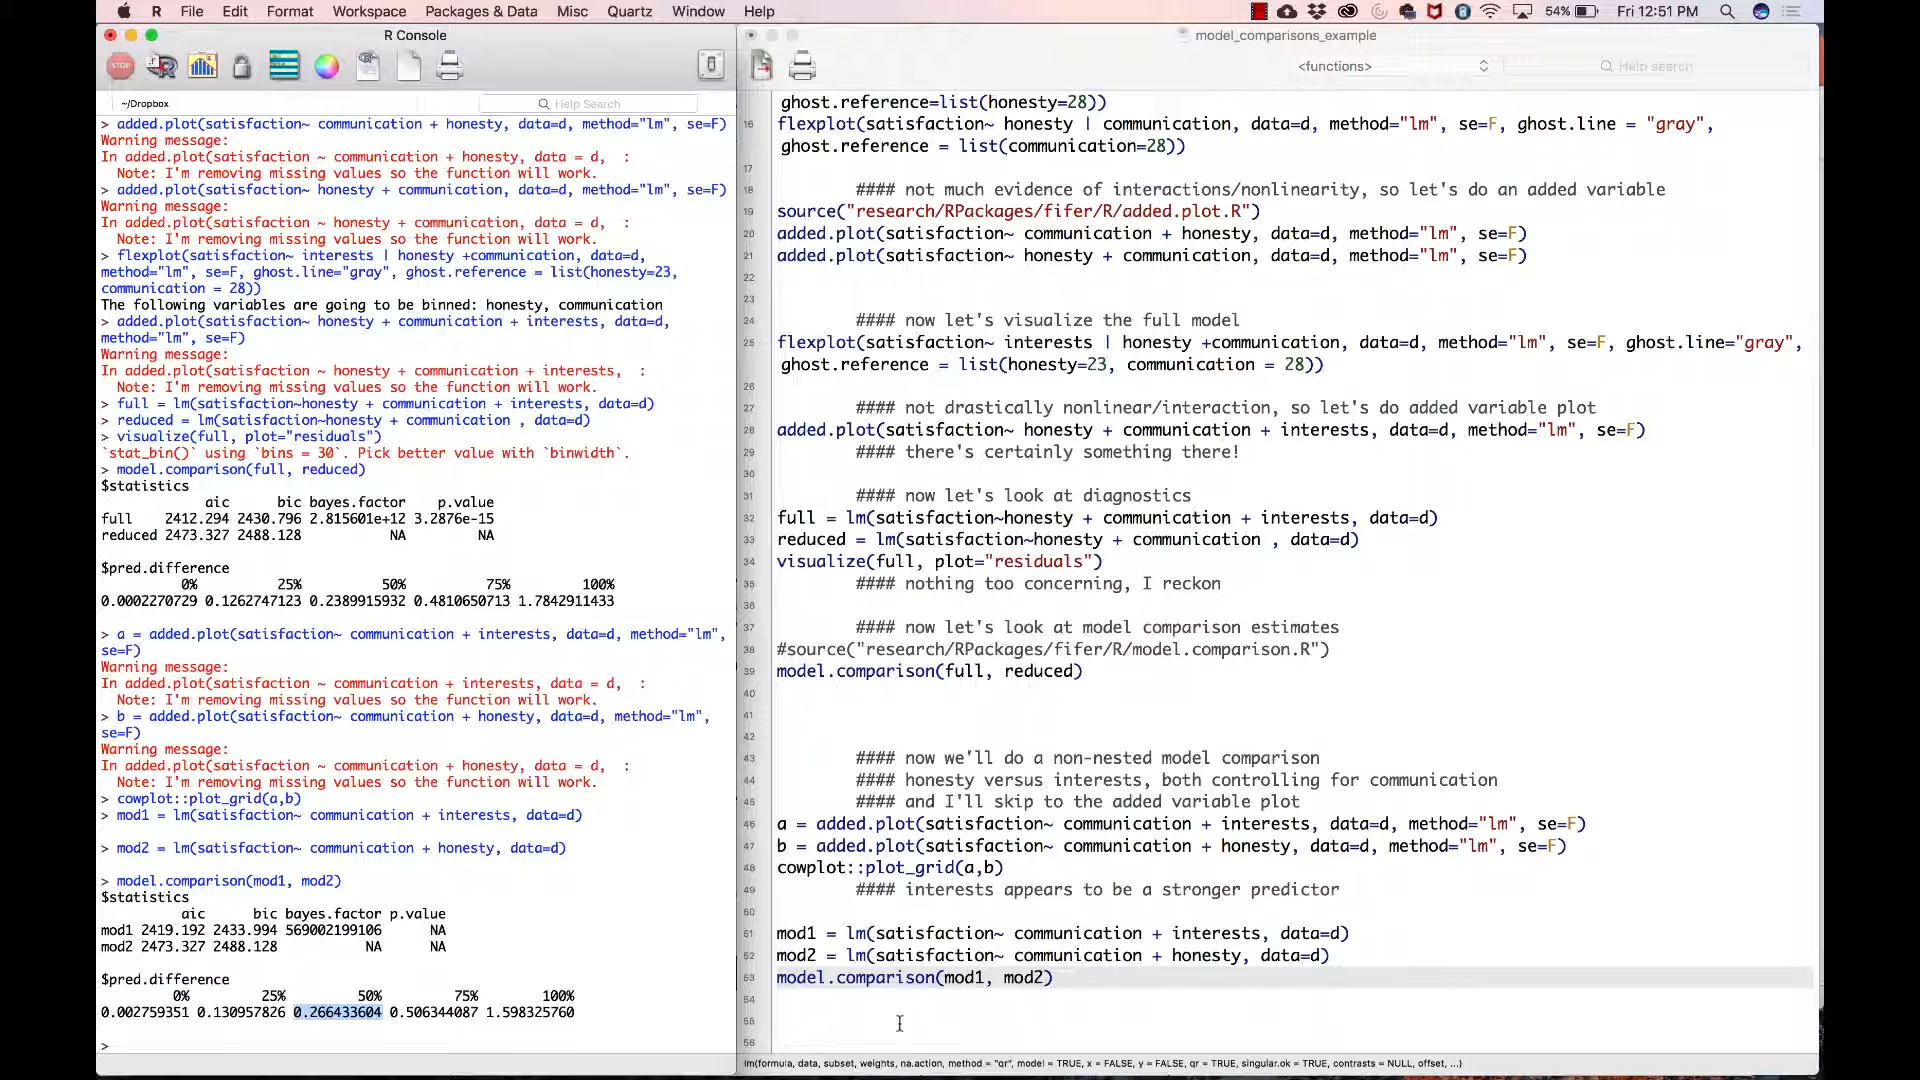 R File Edit Format Workspace Packages & Data Misc Quartz Window Help 54% Fri 12:51 PM
R Console
STOP
~/Dropbox
Help Search
> added.plot(satisfaction~ communication + honesty, data=d, method="lm", se=F)
Warning message:
In added.plot(satisfaction ~ communication + honesty, data = d,  :
  Note: I'm removing missing values so the function will work.
> added.plot(satisfaction~ honesty + communication, data=d, method="lm", se=F)
Warning message:
In added.plot(satisfaction ~ honesty + communication, data = d,  :
  Note: I'm removing missing values so the function will work.
> flexplot(satisfaction~ interests | honesty +communication, data=d,
method="lm", se=F, ghost.line="gray", ghost.reference = list(honesty=23,
communication = 28))
The following variables are going to be binned: honesty, communication
> added.plot(satisfaction~ honesty + communication + interests, data=d,
method="lm", se=F)
Warning message:
In added.plot(satisfaction ~ honesty + communication + interests,  :
  Note: I'm removing missing values so the function will work.
> full = lm(satisfaction~honesty + communication + interests, data=d)
> reduced = lm(satisfaction~honesty + communication , data=d)
> visualize(full, plot="residuals")
`stat_bin()` using `bins = 30`. Pick better value with `binwidth`.
> model.comparison(full, reduced)
$statistics
aic bic bayes.factor p.value
full 2412.294 2430.796 2.815601e+12 3.2876e-15
reduced 2473.327 2488.128 NA NA
$pred.difference
0% 25% 50% 75% 100%
0.0002270729 0.1262747123 0.2389915932 0.4810650713 1.7842911433
> a = added.plot(satisfaction~ communication + interests, data=d, method="lm",
se=F)
Warning message:
In added.plot(satisfaction ~ communication + interests, data = d,  :
  Note: I'm removing missing values so the function will work.
> b = added.plot(satisfaction~ communication + honesty, data=d, method="lm",
se=F)
Warning message:
In added.plot(satisfaction ~ communication + honesty, data = d,  :
  Note: I'm removing missing values so the function will work.
> cowplot::plot_grid(a,b)
> mod1 = lm(satisfaction~ communication + interests, data=d)
> mod2 = lm(satisfaction~ communication + honesty, data=d)
> model.comparison(mod1, mod2)
$statistics
aic bic bayes.factor p.value
mod1 2419.192 2433.994 569002199106 NA
mod2 2473.327 2488.128 NA NA
$pred.difference
0% 25% 50% 75% 100%
0.002759351 0.130957826 0.266433604 0.506344087 1.598325760
>
model_comparisons_example
<functions>
Help search
ghost.reference=list(honesty=28))
16 flexplot(satisfaction~ honesty | communication, data=d, method="lm", se=F, ghost.line = "gray",
ghost.reference = list(communication=28))
17
18 #### not much evidence of interactions/nonlinearity, so let's do an added variable
19 source("research/RPackages/fifer/R/added.plot.R")
20 added.plot(satisfaction~ communication + honesty, data=d, method="lm", se=F)
21 added.plot(satisfaction~ honesty + communication, data=d, method="lm", se=F)
22
23
24 #### now let's visualize the full model
25 flexplot(satisfaction~ interests | honesty +communication, data=d, method="lm", se=F, ghost.line="gray",
ghost.reference = list(honesty=23, communication = 28))
26
27 #### not drastically nonlinear/interaction, so let's do added variable plot
28 added.plot(satisfaction~ honesty + communication + interests, data=d, method="lm", se=F)
29 #### there's certainly something there!
30
31 #### now let's look at diagnostics
32 full = lm(satisfaction~honesty + communication + interests, data=d)
33 reduced = lm(satisfaction~honesty + communication , data=d)
34 visualize(full, plot="residuals")
35 #### nothing too concerning, I reckon
36
37 #### now let's look at model comparison estimates
38 #source("research/RPackages/fifer/R/model.comparison.R")
39 model.comparison(full, reduced)
40
41
42
43 #### now we'll do a non-nested model comparison
44 #### honesty versus interests, both controlling for communication
45 #### and I'll skip to the added variable plot
46 a = added.plot(satisfaction~ communication + interests, data=d, method="lm", se=F)
47 b = added.plot(satisfaction~ communication + honesty, data=d, method="lm", se=F)
48 cowplot::plot_grid(a,b)
49 #### interests appears to be a stronger predictor
50
51 mod1 = lm(satisfaction~ communication + interests, data=d)
52 mod2 = lm(satisfaction~ communication + honesty, data=d)
53 model.comparison(mod1, mod2)
54
55
56
lm(formula, data, subset, weights, na.action, method = "qr", model = TRUE, x = FALSE, y = FALSE, qr = TRUE, singular.ok = TRUE, contrasts = NULL, offset, ...)